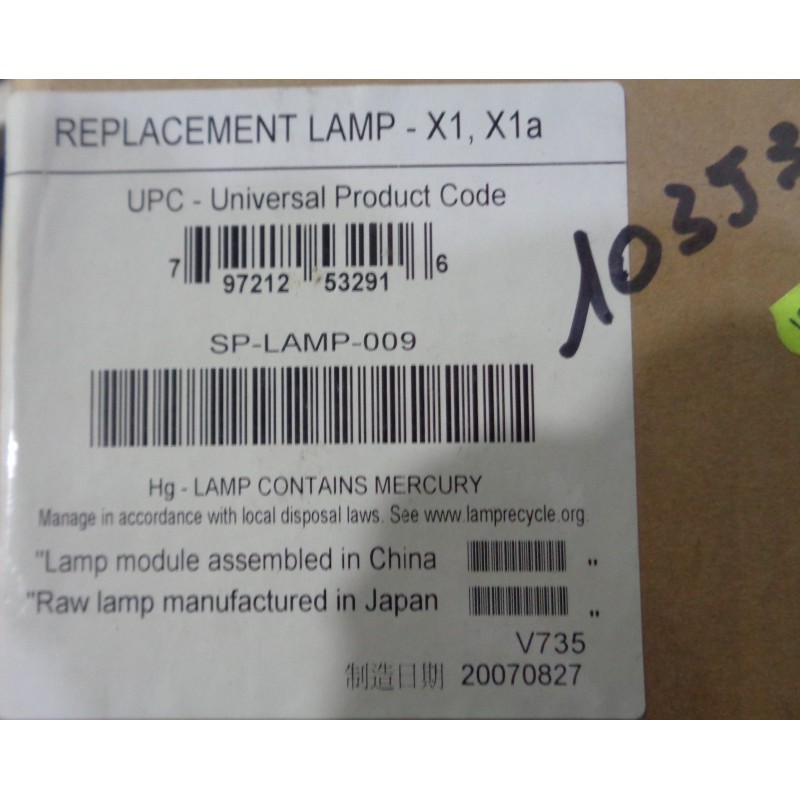 REPLACEMENT LAMP - X1, X1a
UPC - Universal Product Code
7 97212 53291 6
SP-LAMP-009
Hg - LAMP CONTAINS MERCURY
Manage in accordance with local disposal laws. See www.lamprecycle.org.
"Lamp module assembled in China "
"Raw lamp manufactured in Japan "
V735
制造日期 20070827